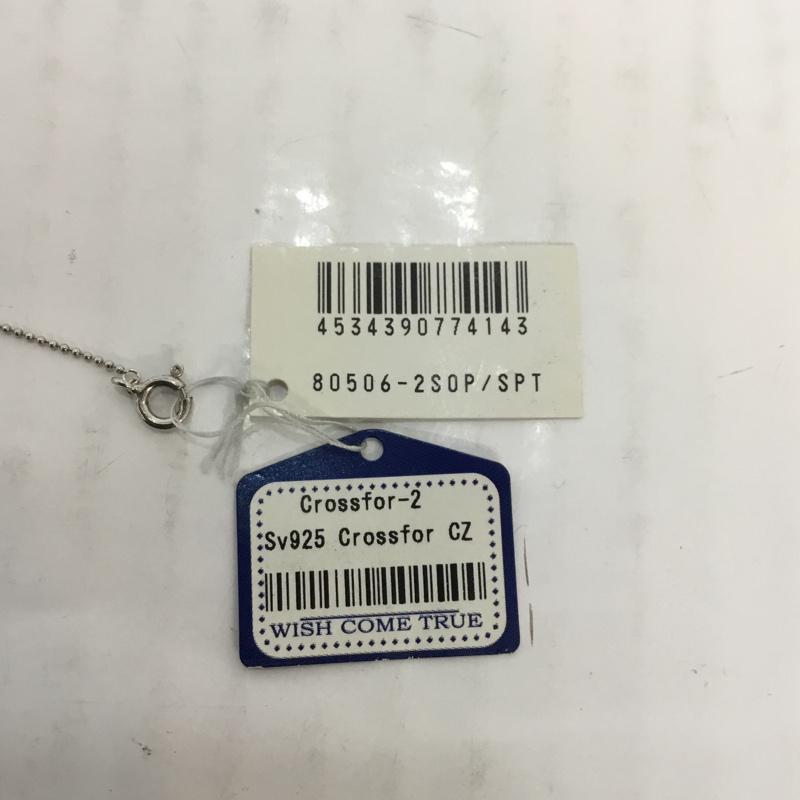 4534390774143
80506-2SOP/SPT
Crossfor-2
Sv925 Crossfor CZ
WISH COME TRUE